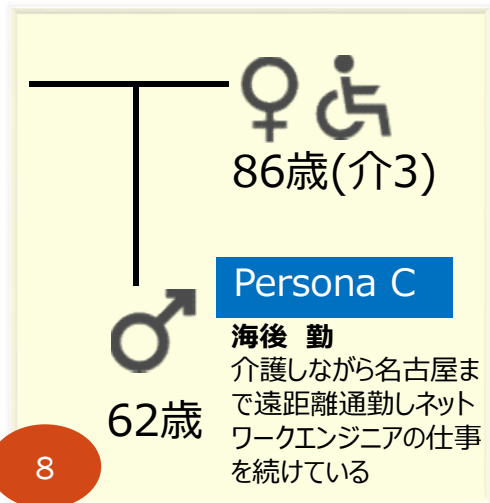 86歳(介3)
Persona C
海後 勤
介護しながら名古屋ま
で遠距離通勤しネット
ワークエンジニアの仕事
を続けている
62歳
8